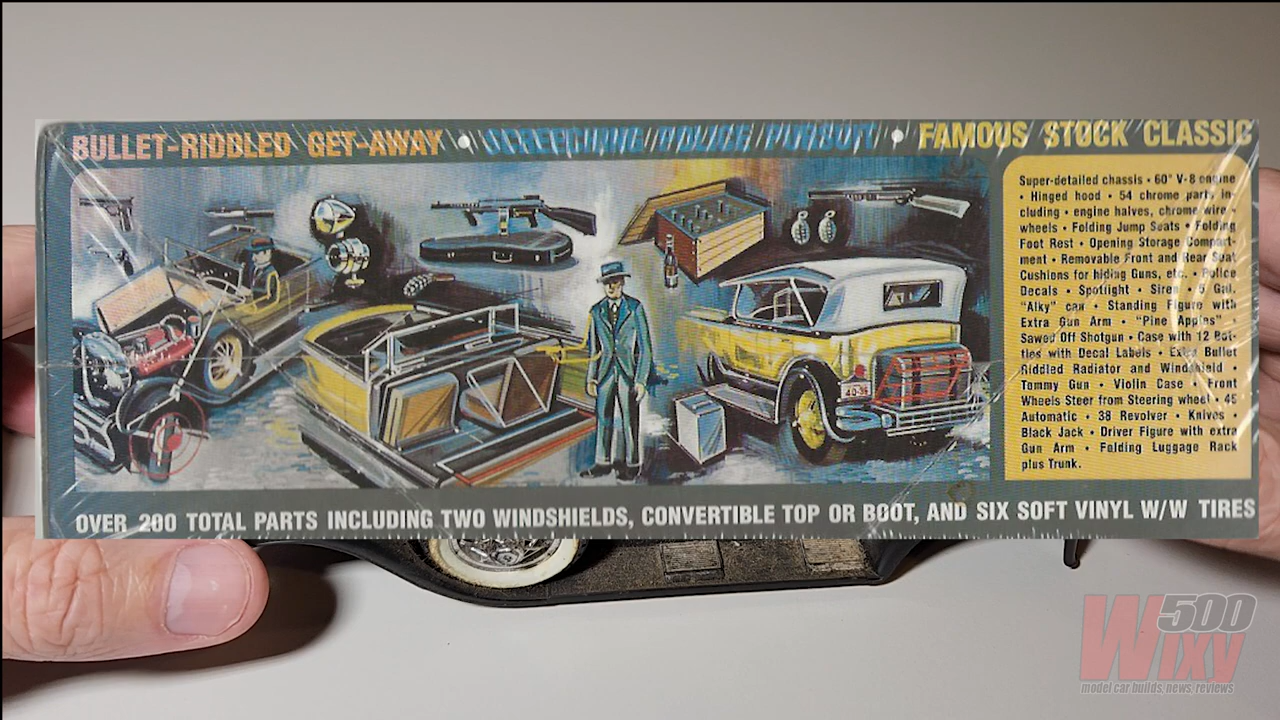 BULLET-RIDDLED GET-AWAY • SCREECHING POLICE PURSUIT • FAMOUS STOCK CLASSIC
Super-detailed chassis • 60° V-8 engine
• Hinged hood • 54 chrome parts in-
cluding • engine halves, chrome wire-
wheels • Folding Jump Seats • Folding
Foot Rest • Opening Storage Compart-
ment • Removable Front and Rear Seat
Cushions for hiding Guns, etc. • Police
Decals • Spotlight • Siren • 5 Gal.
"Alky" can • Standing Figure with
Extra Gun Arm • "Pine Apples" •
Sawed Off Shotgun • Case with 12 Bot-
tles with Decal Labels • Extra Bullet
Riddled Radiator and Windshield •
Tommy Gun • Violin Case • Front
Wheels Steer from Steering wheel • 45
Automatic • 38 Revolver • Knives •
Black Jack • Driver Figure with extra
Gun Arm • Folding Luggage Rack
plus Trunk.
OVER 200 TOTAL PARTS INCLUDING TWO WINDSHIELDS, CONVERTIBLE TOP OR BOOT, AND SIX SOFT VINYL W/W TIRES
500
Wixy
model car builds, news, reviews